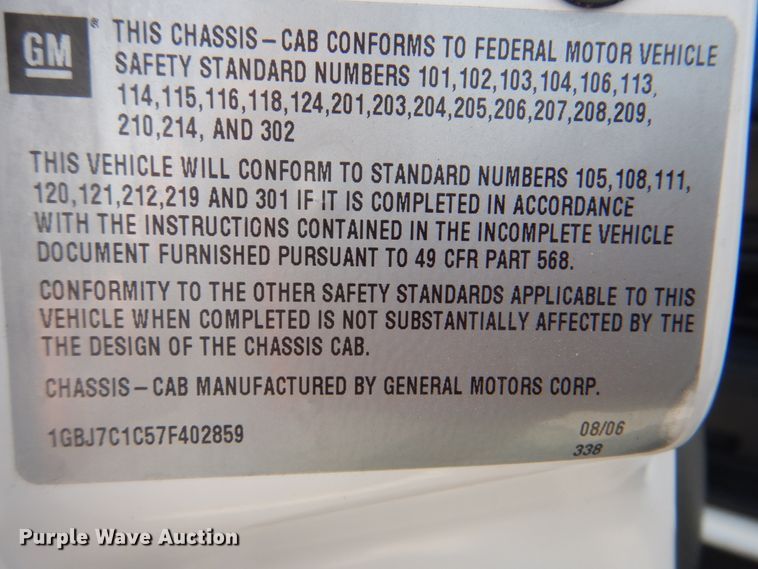 GM ® THIS CHASSIS-CAB CONFORMS TO FEDERAL MOTOR VEHICLE
SAFETY STANDARD NUMBERS 101,102,103,104,106,113,
114,115,116,118,124,201,203,204,205,206,207,208,209,
210,214, AND 302
THIS VEHICLE WILL CONFORM TO STANDARD NUMBERS 105,108,111,
120,121,212,219 AND 301 IF IT IS COMPLETED IN ACCORDANCE
WITH THE INSTRUCTIONS CONTAINED IN THE INCOMPLETE VEHICLE
DOCUMENT FURNISHED PURSUANT TO 49 CFR PART 568.
CONFORMITY TO THE OTHER SAFETY STANDARDS APPLICABLE TO THIS
VEHICLE WHEN COMPLETED IS NOT SUBSTANTIALLY AFFECTED BY THE
THE DESIGN OF THE CHASSIS CAB.
CHASSIS-CAB MANUFACTURED BY GENERAL MOTORS CORP.
1GBJ7C1C57F402859 08/06
338
Purple Wave Auction